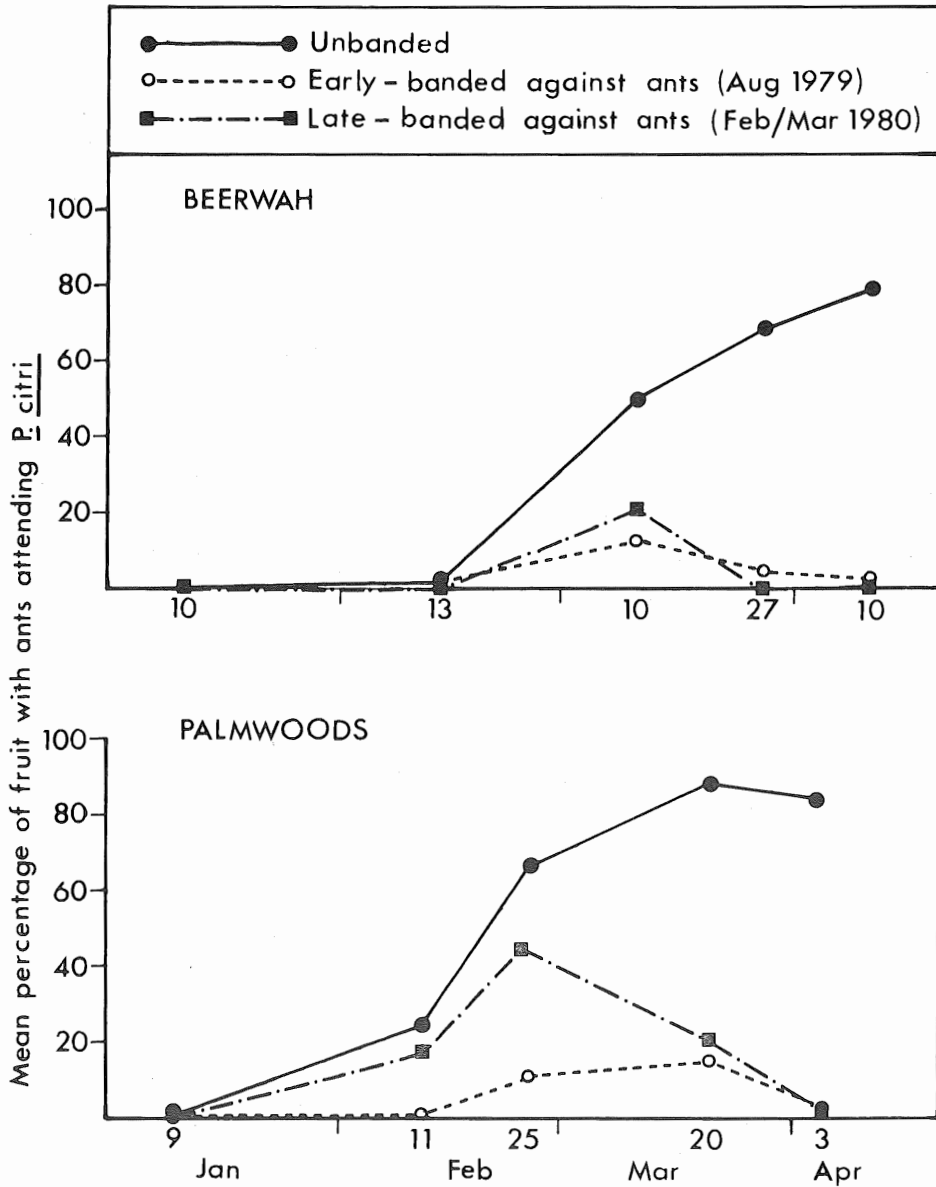 Unbanded
Early - banded against ants (Aug 1979)
Late - banded against ants (Feb/Mar 1980)
BEERWAH
100
80
60
40
20
10 13 10 27 10
Mean percentage of fruit with ants attending P. citri
PALMWOODS
100
80
60
40
20
9 11 25 20 3
Jan Feb Mar Apr